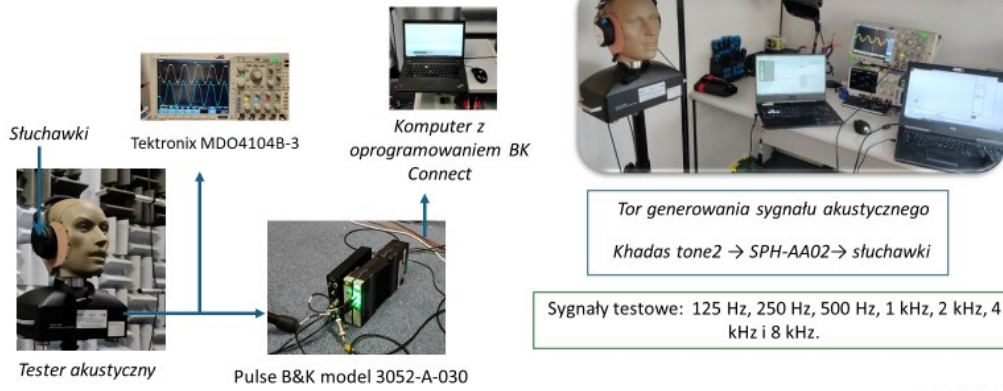 Słuchawki
Tektronix MDO4104B-3
Komputer z
oprogramowaniem BK
Connect
Tester akustyczny
Pulse B&K model 3052-A-030
Tor generowania sygnału akustycznego
Khadas tone2 → SPH-AA02→ słuchawki
Sygnały testowe: 125 Hz, 250 Hz, 500 Hz, 1 kHz, 2 kHz, 4
kHz i 8 kHz.